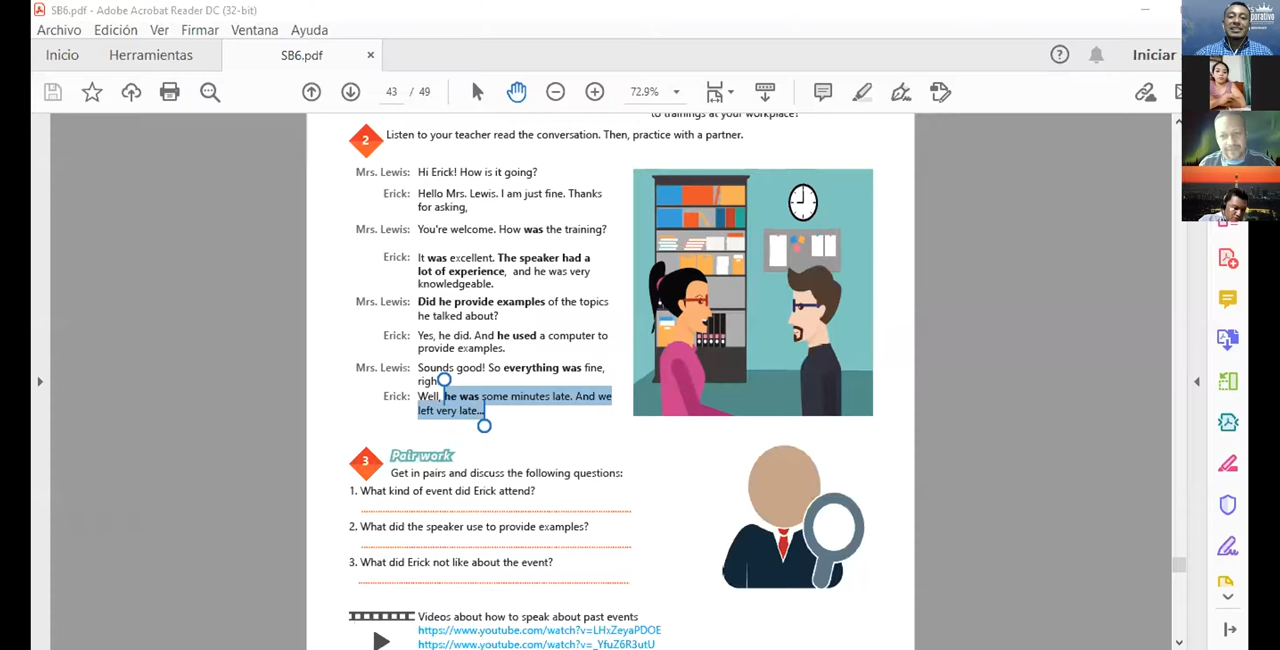 SB6.pdf - Adobe Acrobat Reader DC (32-bit)
Archivo Edición Ver Firmar Ventana Ayuda
Inicio Herramientas SB6.pdf × Iniciar
43 / 49 72.9%
to trainings at your workplace?
2 Listen to your teacher read the conversation. Then, practice with a partner.
Mrs. Lewis: Hi Erick! How is it going?
Erick: Hello Mrs. Lewis. I am just fine. Thanks
for asking,
Mrs. Lewis: You're welcome. How was the training?
Erick: It was excellent. The speaker had a
lot of experience, and he was very
knowledgeable.
Mrs. Lewis: Did he provide examples of the topics
he talked about?
Erick: Yes, he did. And he used a computer to
provide examples.
Mrs. Lewis: Sounds good! So everything was fine,
righ
Erick: Well, he was some minutes late. And we
left very late...
3 Pair work
Get in pairs and discuss the following questions:
1. What kind of event did Erick attend?
2. What did the speaker use to provide examples?
3. What did Erick not like about the event?
Videos about how to speak about past events
https://www.youtube.com/watch?v=LHxZeyaPDOE
https://www.youtube.com/watch?v=_YfuZ6R3utU